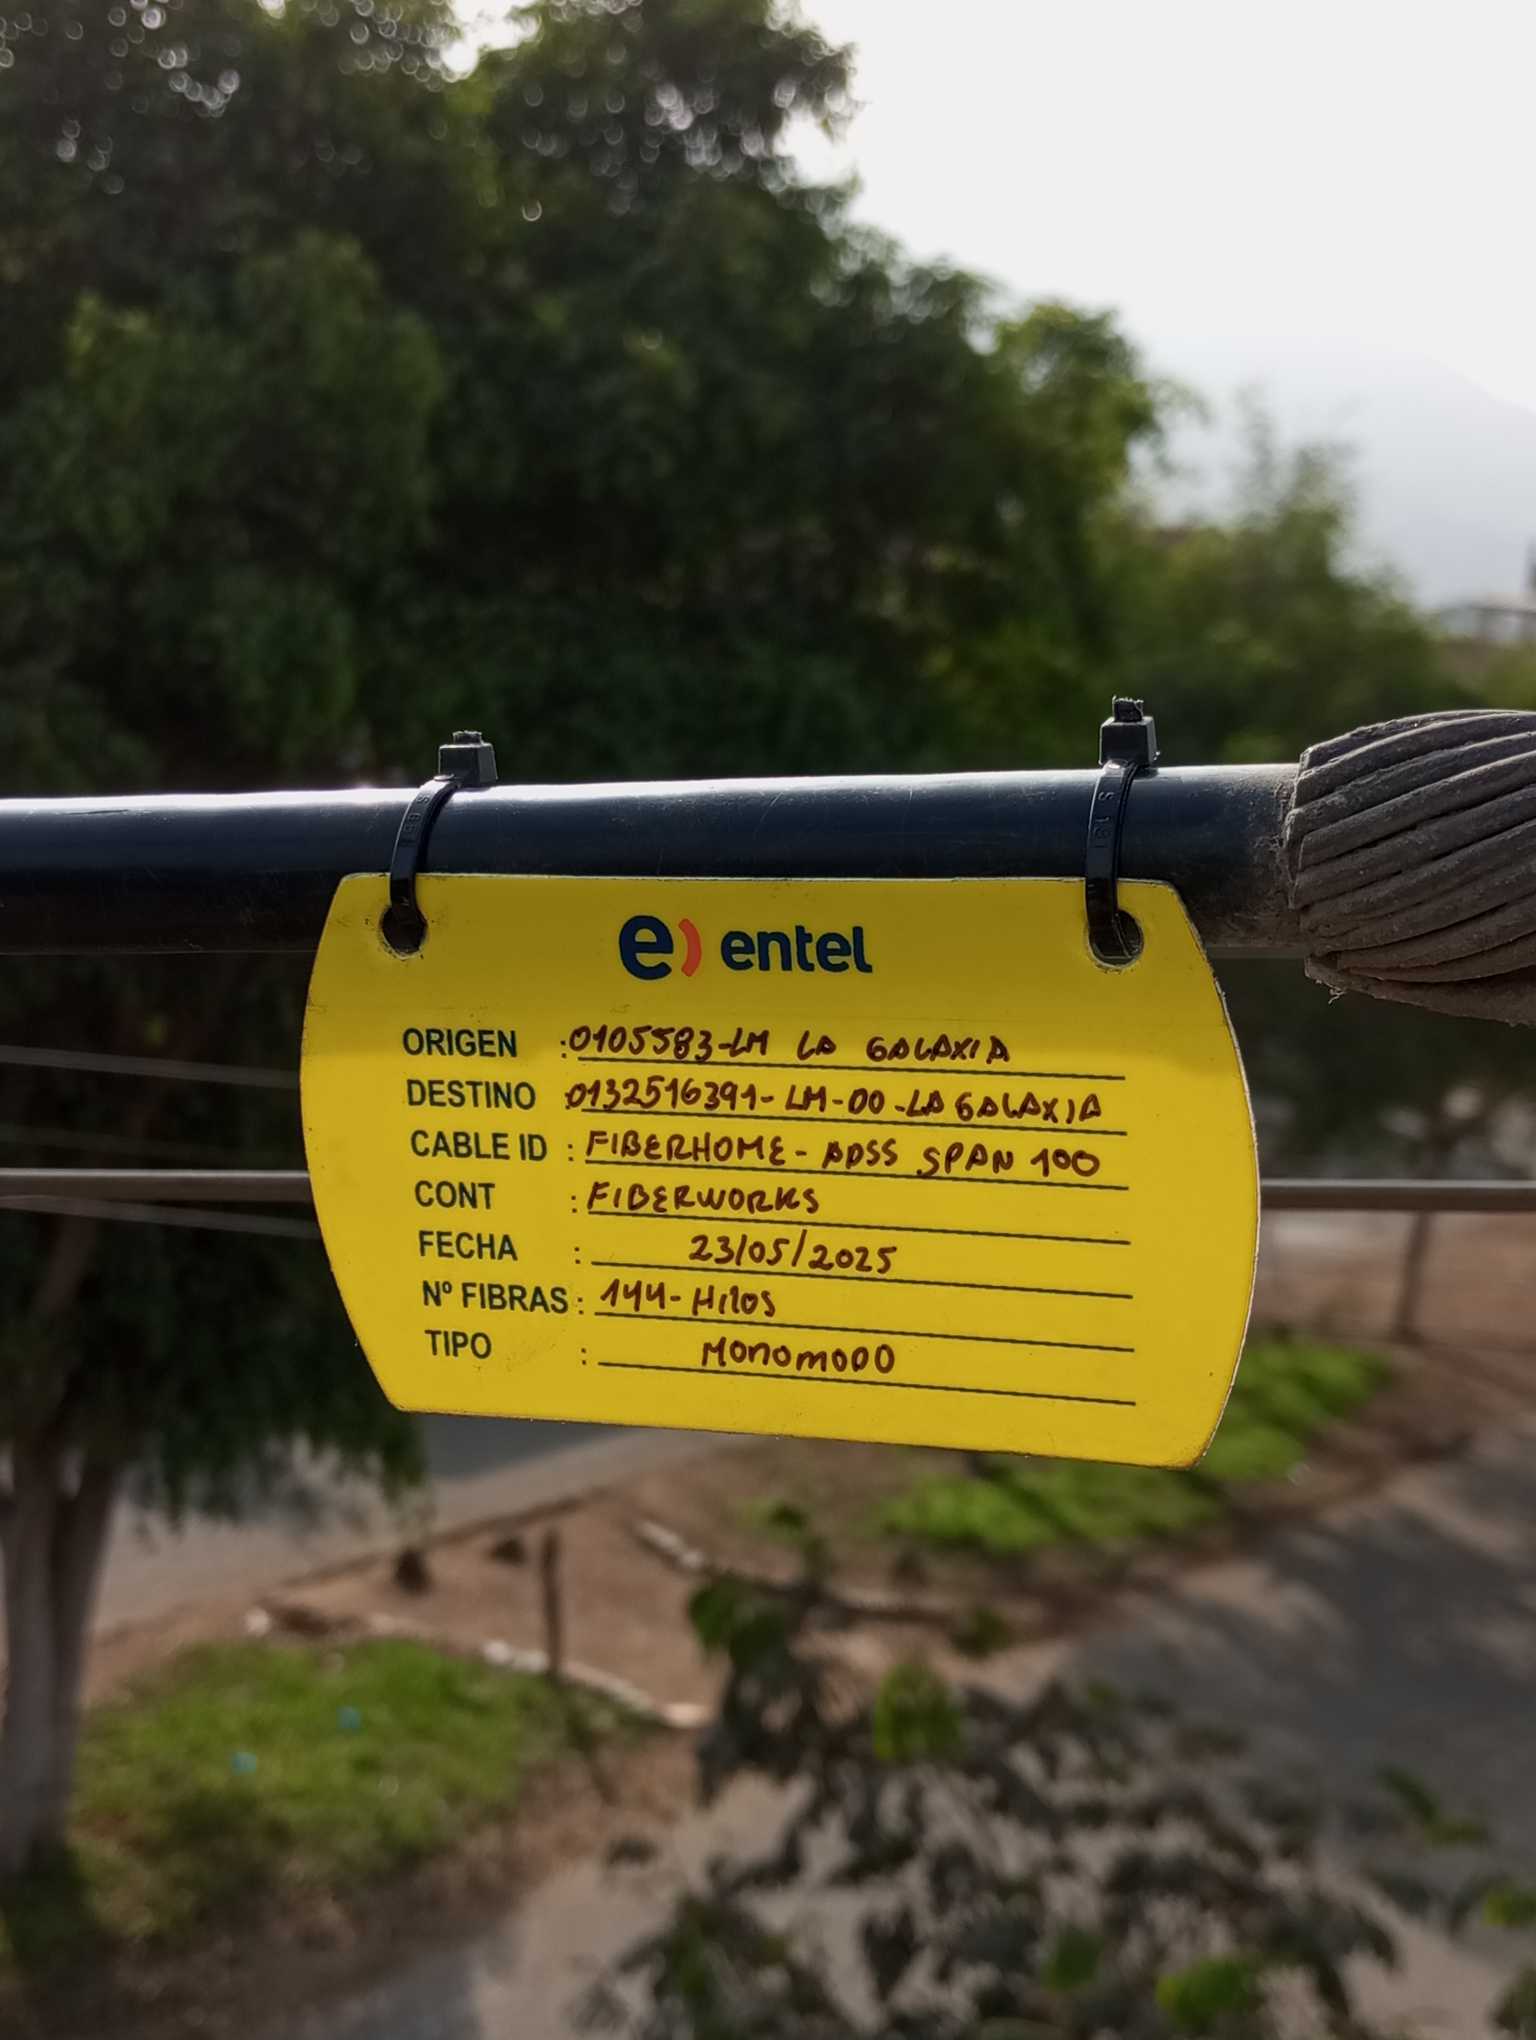 e) entel
ORIGEN : 0105583-LM LA GALAXIA
DESTINO : 0132516391-LM-00-LA GALAXIA
CABLE ID : FIBERHOME - ADSS SPAN 100
CONT : FIBERWORKS
FECHA : 23/05/2025
Nº FIBRAS : 144-Hilos
TIPO : MONOMODO